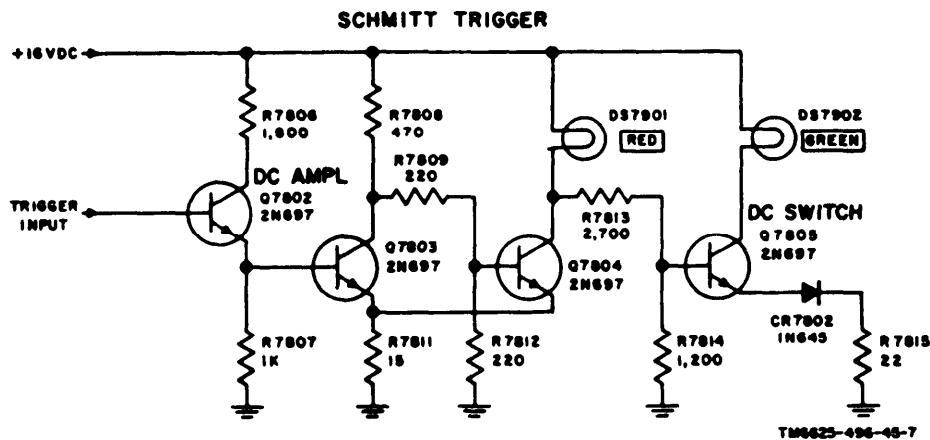 SCHMITT TRIGGER
+16VDC
R7806
1,800
R7808
470
DS7901
RED
DS7902
GREEN
R7809
220
DC AMPL
Q7802
2N697
TRIGGER
INPUT
R7813
2,700
DC SWITCH
Q7805
2N697
Q7803
2N697
Q7804
2N697
CR7802
1N645
R7807
1K
R7811
15
R7812
220
R7814
1,200
R7815
22
TM6625-496-45-7